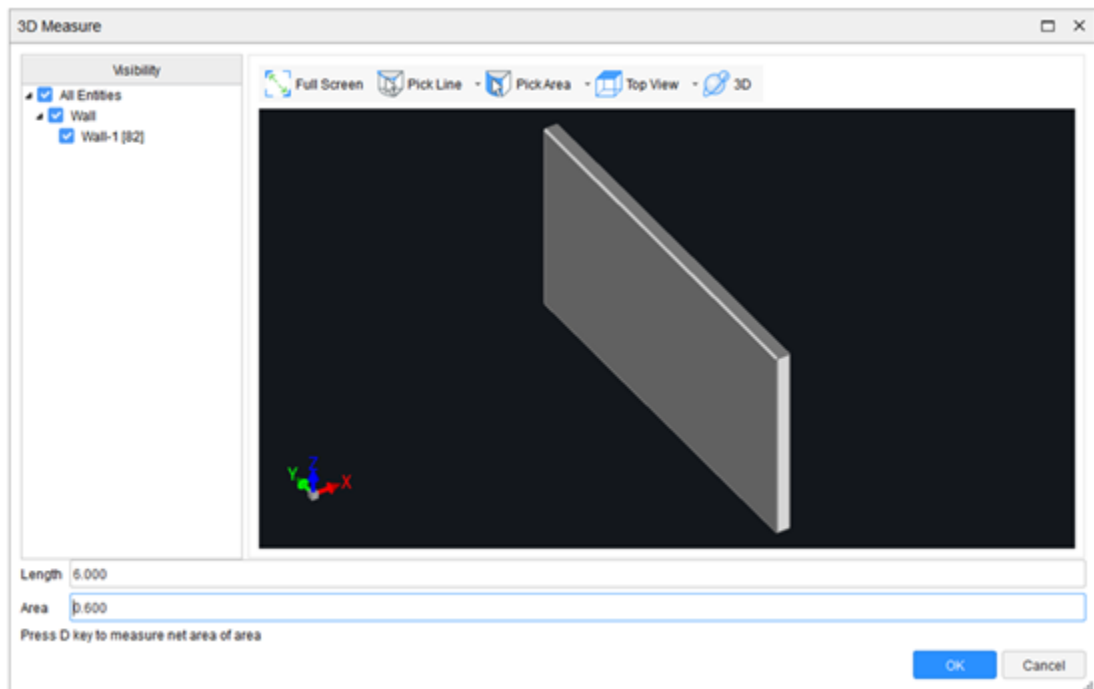 3D Measure
Visibility
All Entities
Wall
Wall-1 [82]
Full Screen Pick Line Pick Area Top View 3D
Z
Y
X
Length 6.000
Area 0.600
Press D key to measure net area of area
OK Cancel